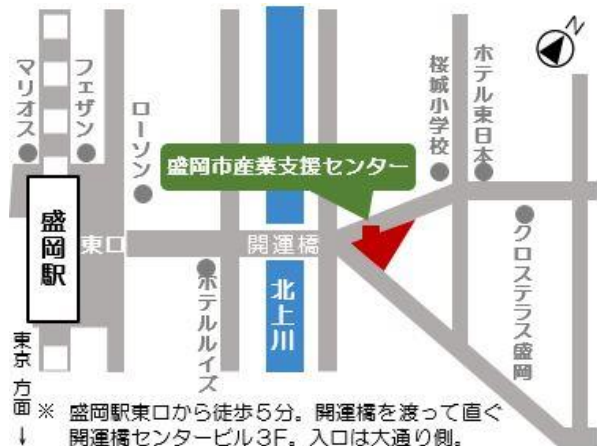 N
マリオス
フェザン
ローソン
桜城小学校
ホテル東日本
盛岡市産業支援センター
盛岡駅
東口
開運橋
クロステラス盛岡
ホテルルイズ
北上川
東京 方面 ↓
※ 盛岡駅東口から徒歩5分。開運橋を渡って直ぐ
開運橋センタービル3F。入口は大通り側。